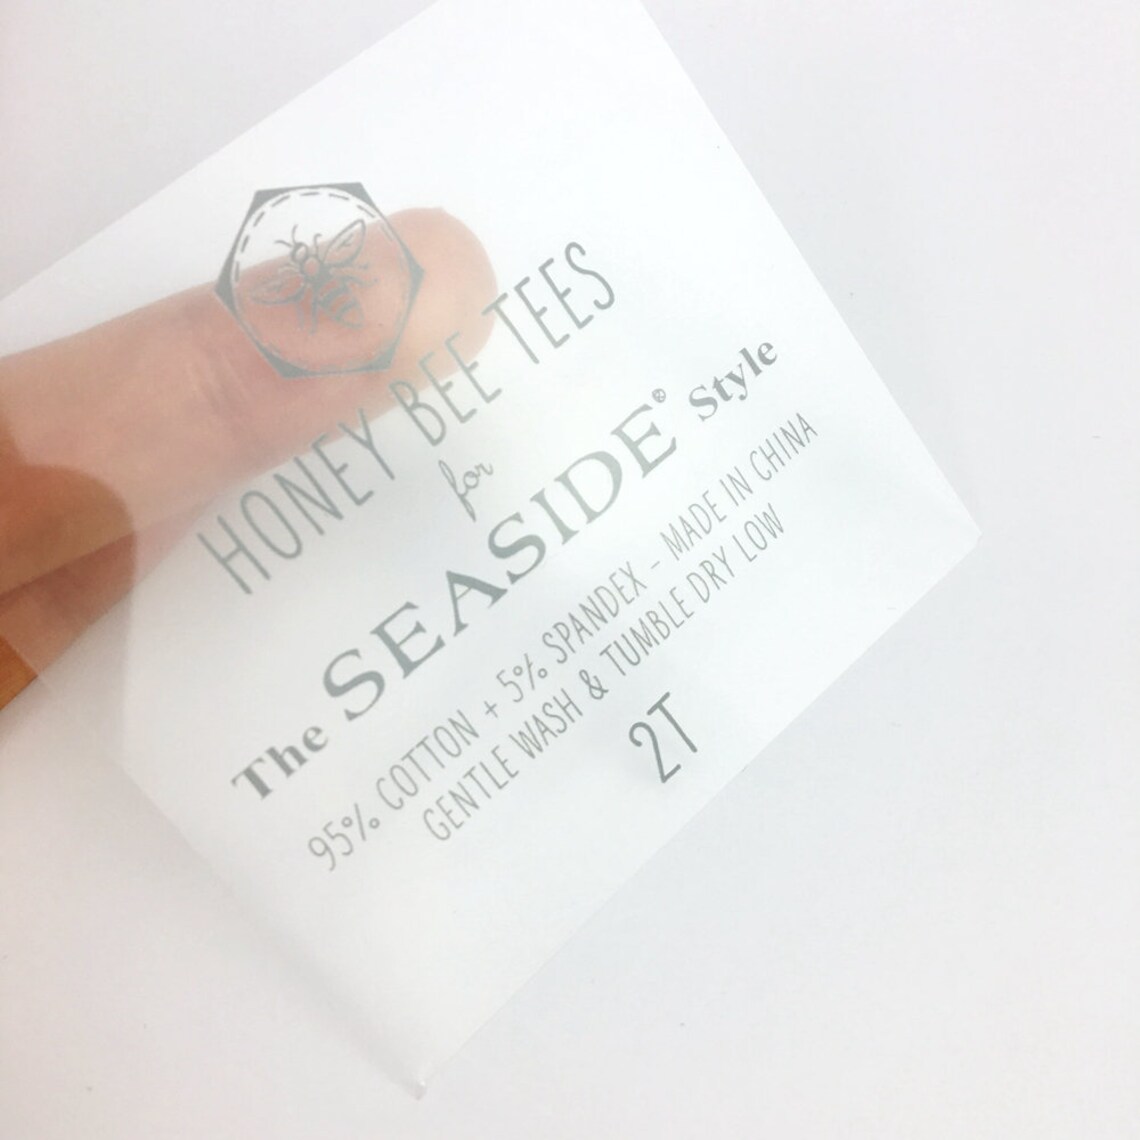 HONEY BEE TEES
for
The SEASIDE® Style
95% COTTON + 5% SPANDEX - MADE IN CHINA
GENTLE WASH & TUMBLE DRY LOW
2T